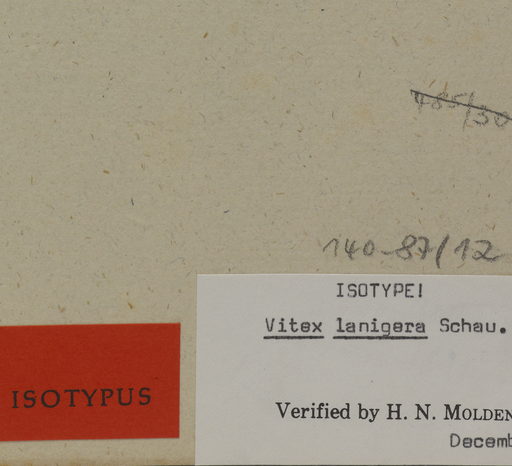 485/30
140-87/12
ISOTYPE!
Vitex lanigera Schau.
ISOTYPUS
Verified by H. N. MOLDEN
Decemb